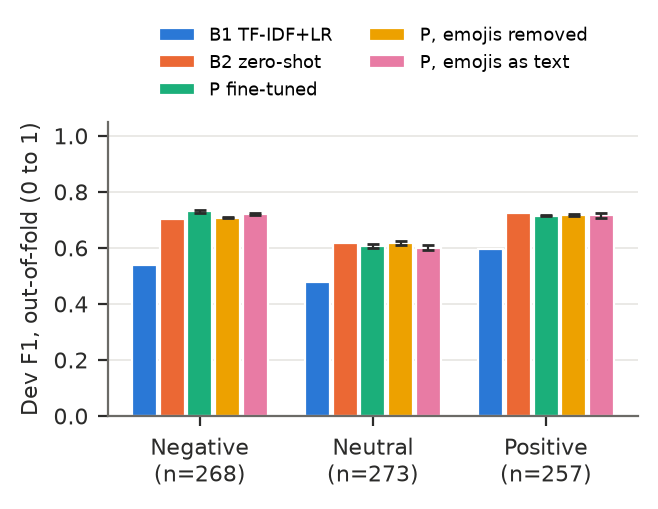 B1 TF-IDF+LR
B2 zero-shot
P fine-tuned
P, emojis removed
P, emojis as text
Dev F1, out-of-fold (0 to 1)
1.0
0.8
0.6
0.4
0.2
0.0
Negative
(n=268)
Neutral
(n=273)
Positive
(n=257)